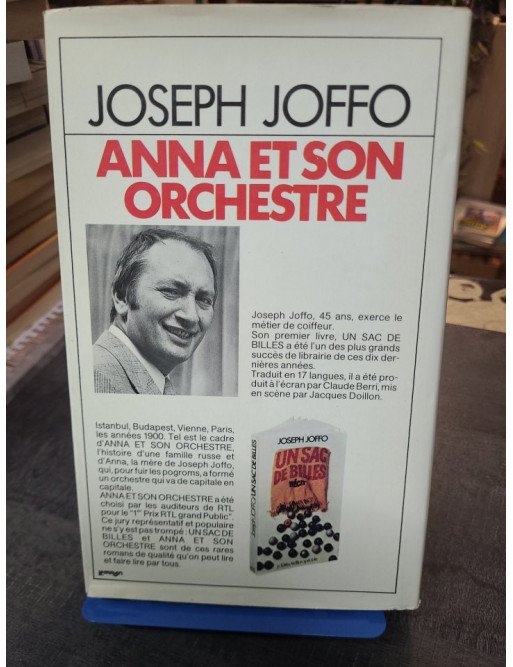 JOSEPH JOFFO
ANNA ET SON
ORCHESTRE
Joseph Joffo, 45 ans, exerce le
métier de coiffeur.
Son premier livre, UN SAC DE
BILLES a été l'un des plus grands
succès de librairie de ces dix der-
nières années.
Traduit en 17 langues, il a été pro-
duit à l'écran par Claude Berri, mis
en scène par Jacques Doillon.
Istanbul, Budapest, Vienne, Paris,
les années 1900. Tel est le cadre
d'ANNA ET SON ORCHESTRE,
l'histoire d'une famille russe et
d'Anna, la mère de Joseph Joffo,
qui, pour fuir les pogroms, a formé
un orchestre qui va de capitale en
capitale.
ANNA ET SON ORCHESTRE a été
choisi par les auditeurs de RTL
pour le "1er Prix RTL grand Public".
Ce jury représentatif et populaire
ne s'y est pas trompé : UN SAC DE
BILLES et ANNA ET SON
ORCHESTRE sont de ces rares
romans de qualité qu'on peut lire
et faire lire par tous.
JOSEPH JOFFO
UN SAC
DE BILLES
JOSEPH JOFFO UN SAC DE BILLES